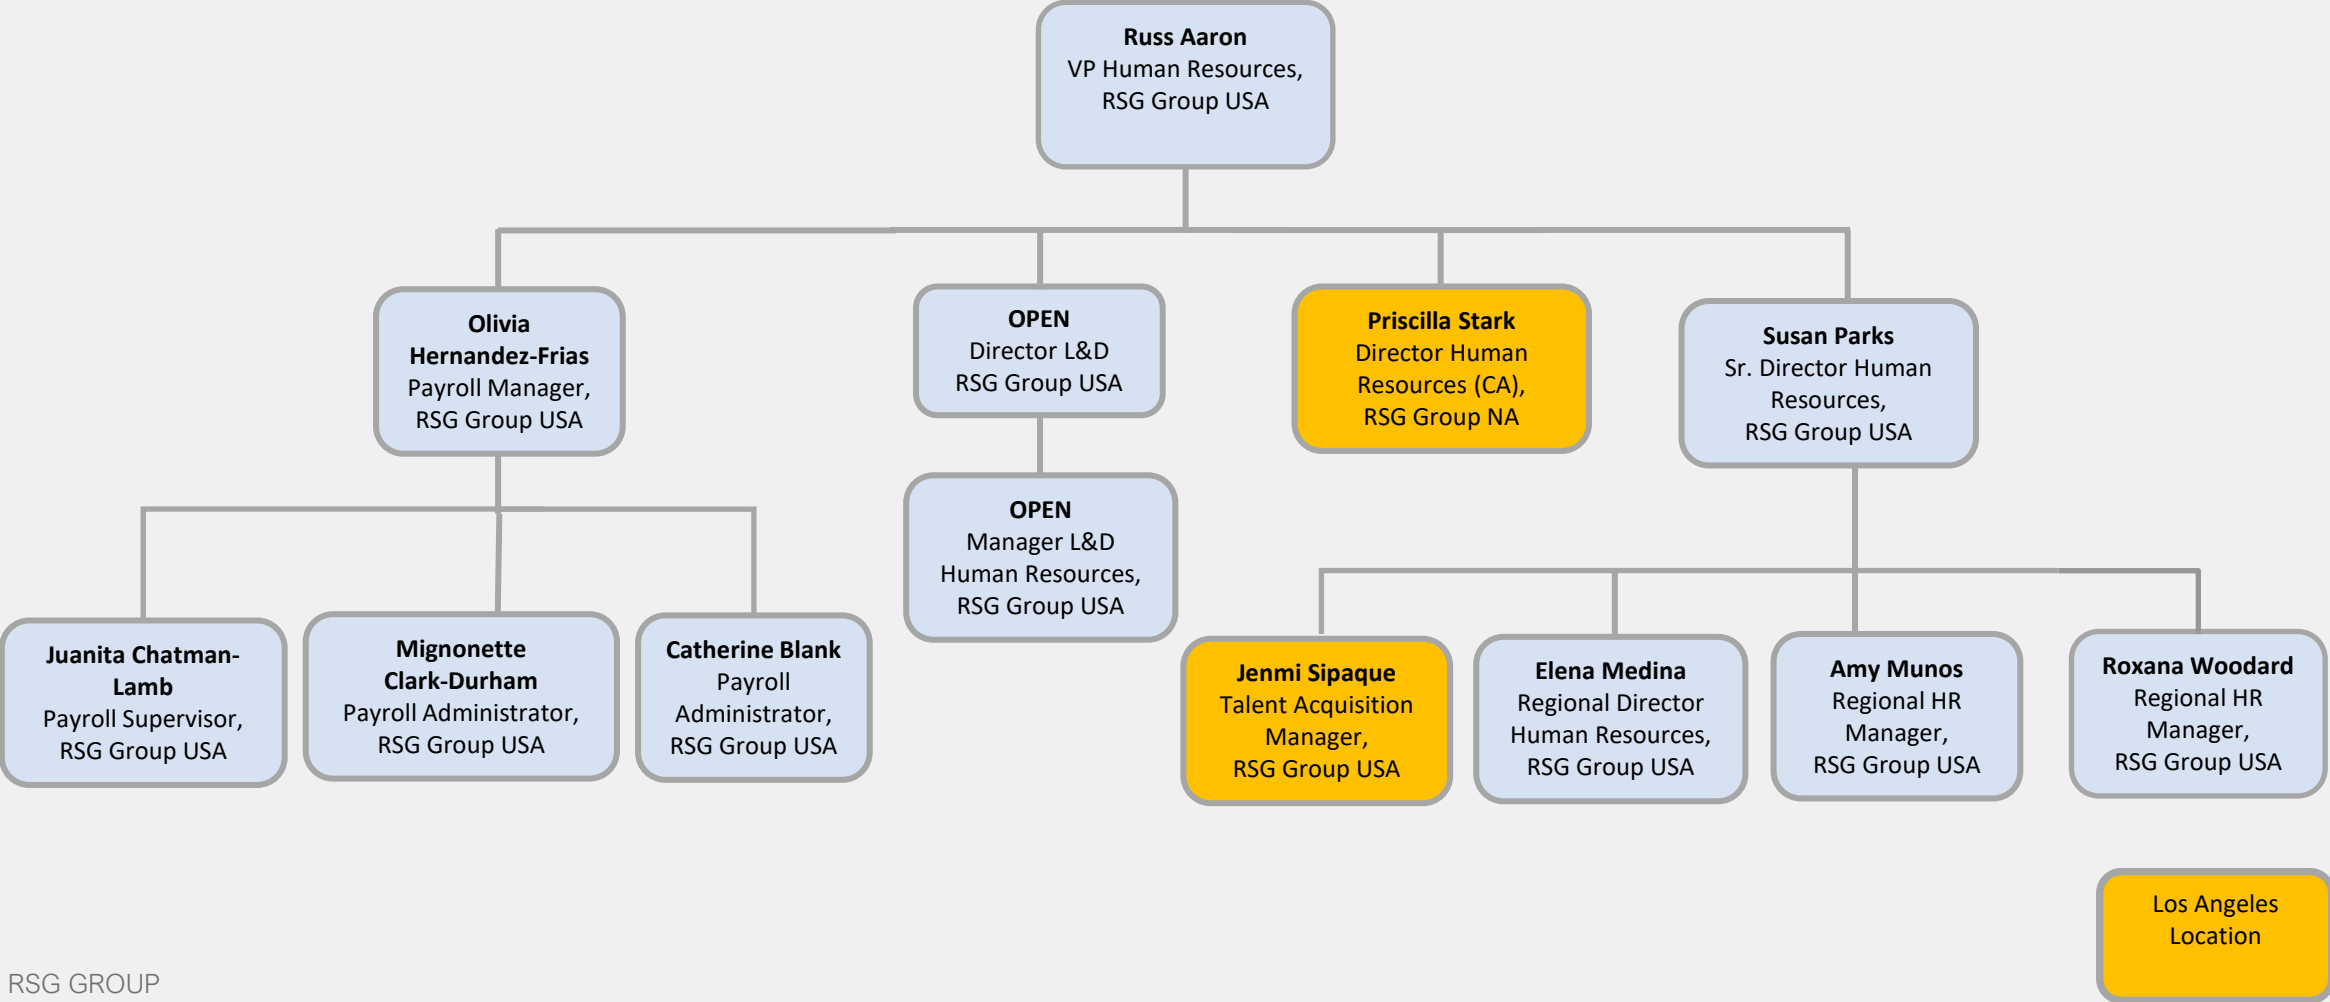 Russ Aaron
VP Human Resources,
RSG Group USA
Olivia
Hernandez-Frias
Payroll Manager,
RSG Group USA
OPEN
Director L&D
RSG Group USA
Priscilla Stark
Director Human
Resources (CA),
RSG Group NA
Susan Parks
Sr. Director Human
Resources,
RSG Group USA
OPEN
Manager L&D
Human Resources,
RSG Group USA
Juanita Chatman-
Lamb
Payroll Supervisor,
RSG Group USA
Mignonette
Clark-Durham
Payroll Administrator,
RSG Group USA
Catherine Blank
Payroll
Administrator,
RSG Group USA
Jenmi Sipaque
Talent Acquisition
Manager,
RSG Group USA
Elena Medina
Regional Director
Human Resources,
RSG Group USA
Amy Munos
Regional HR
Manager,
RSG Group USA
Roxana Woodard
Regional HR
Manager,
RSG Group USA
Los Angeles
Location
RSG GROUP